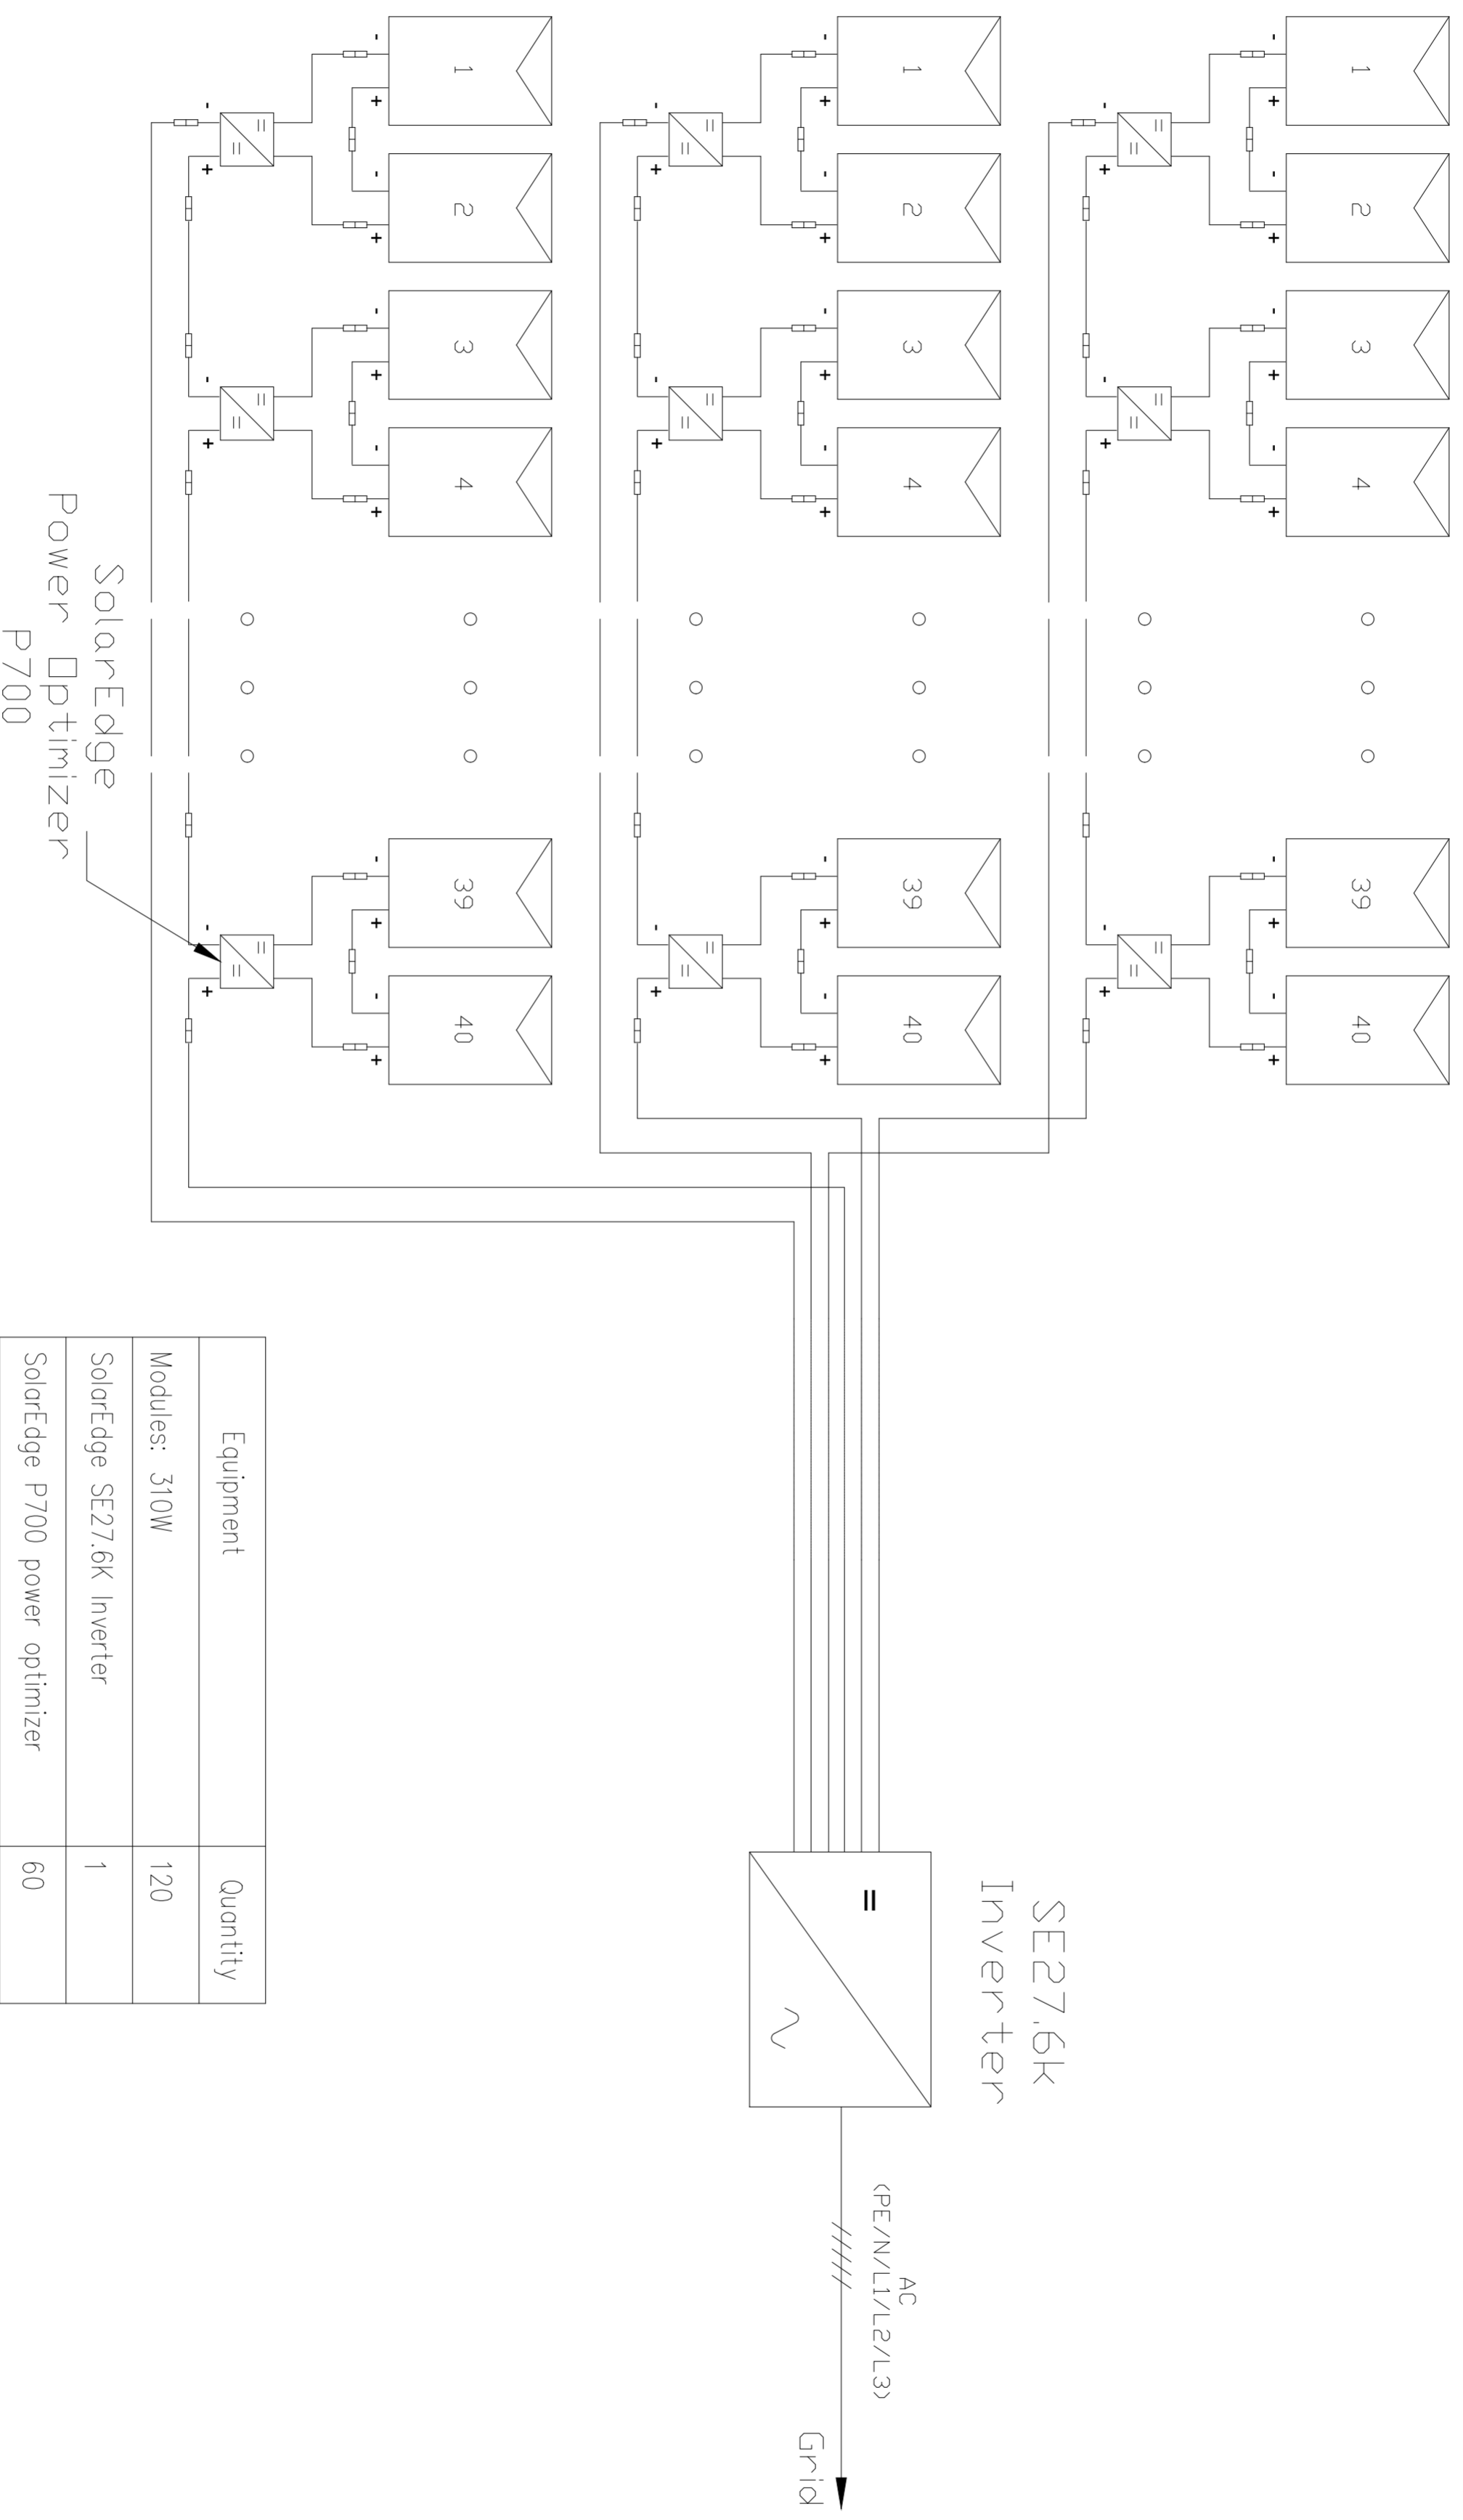 1 2 3 4 39 40
SE27.6k
Inverter
1 2 3 4 39 40
AC
(PE/N/L1/L2/L3)
Grid
1 2 3 4 39 40
SolarEdge
Power Optimizer
P700
Equipment Quantity
Modules: 310W 120
SolarEdge SE27.6K Inverter 1
SolarEdge P700 power optimizer 60